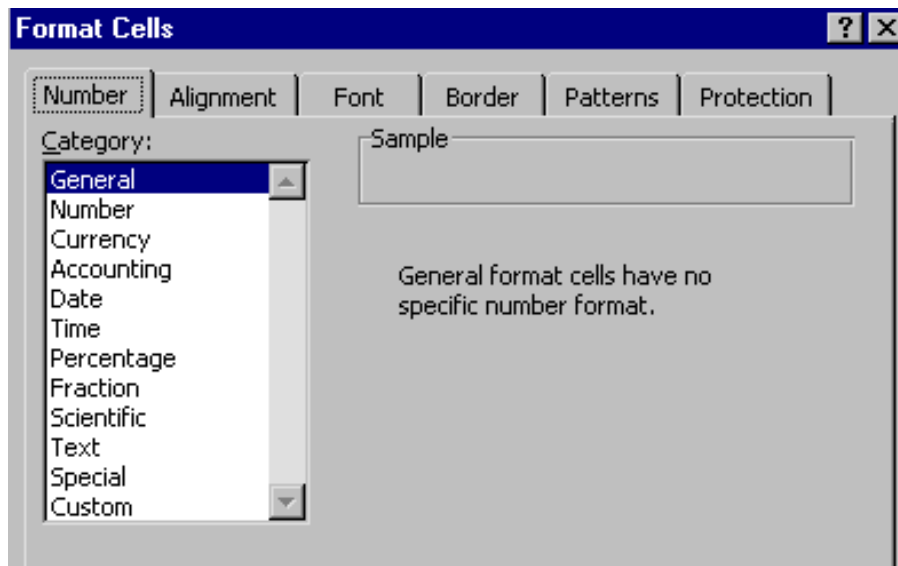 Format Cells
Number Alignment Font Border Patterns Protection
Category:
General
Number
Currency
Accounting
Date
Time
Percentage
Fraction
Scientific
Text
Special
Custom
Sample
General format cells have no
specific number format.